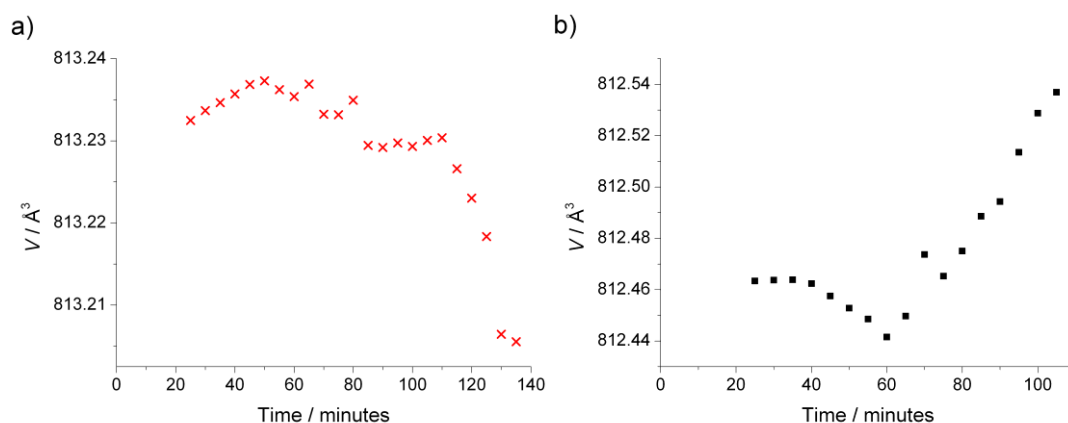 a)
813.24
813.23
813.22
813.21
V / Å³
0 20 40 60 80 100 120 140
Time / minutes
b)
812.54
812.52
812.50
812.48
812.46
812.44
V / Å³
0 20 40 60 80 100
Time / minutes